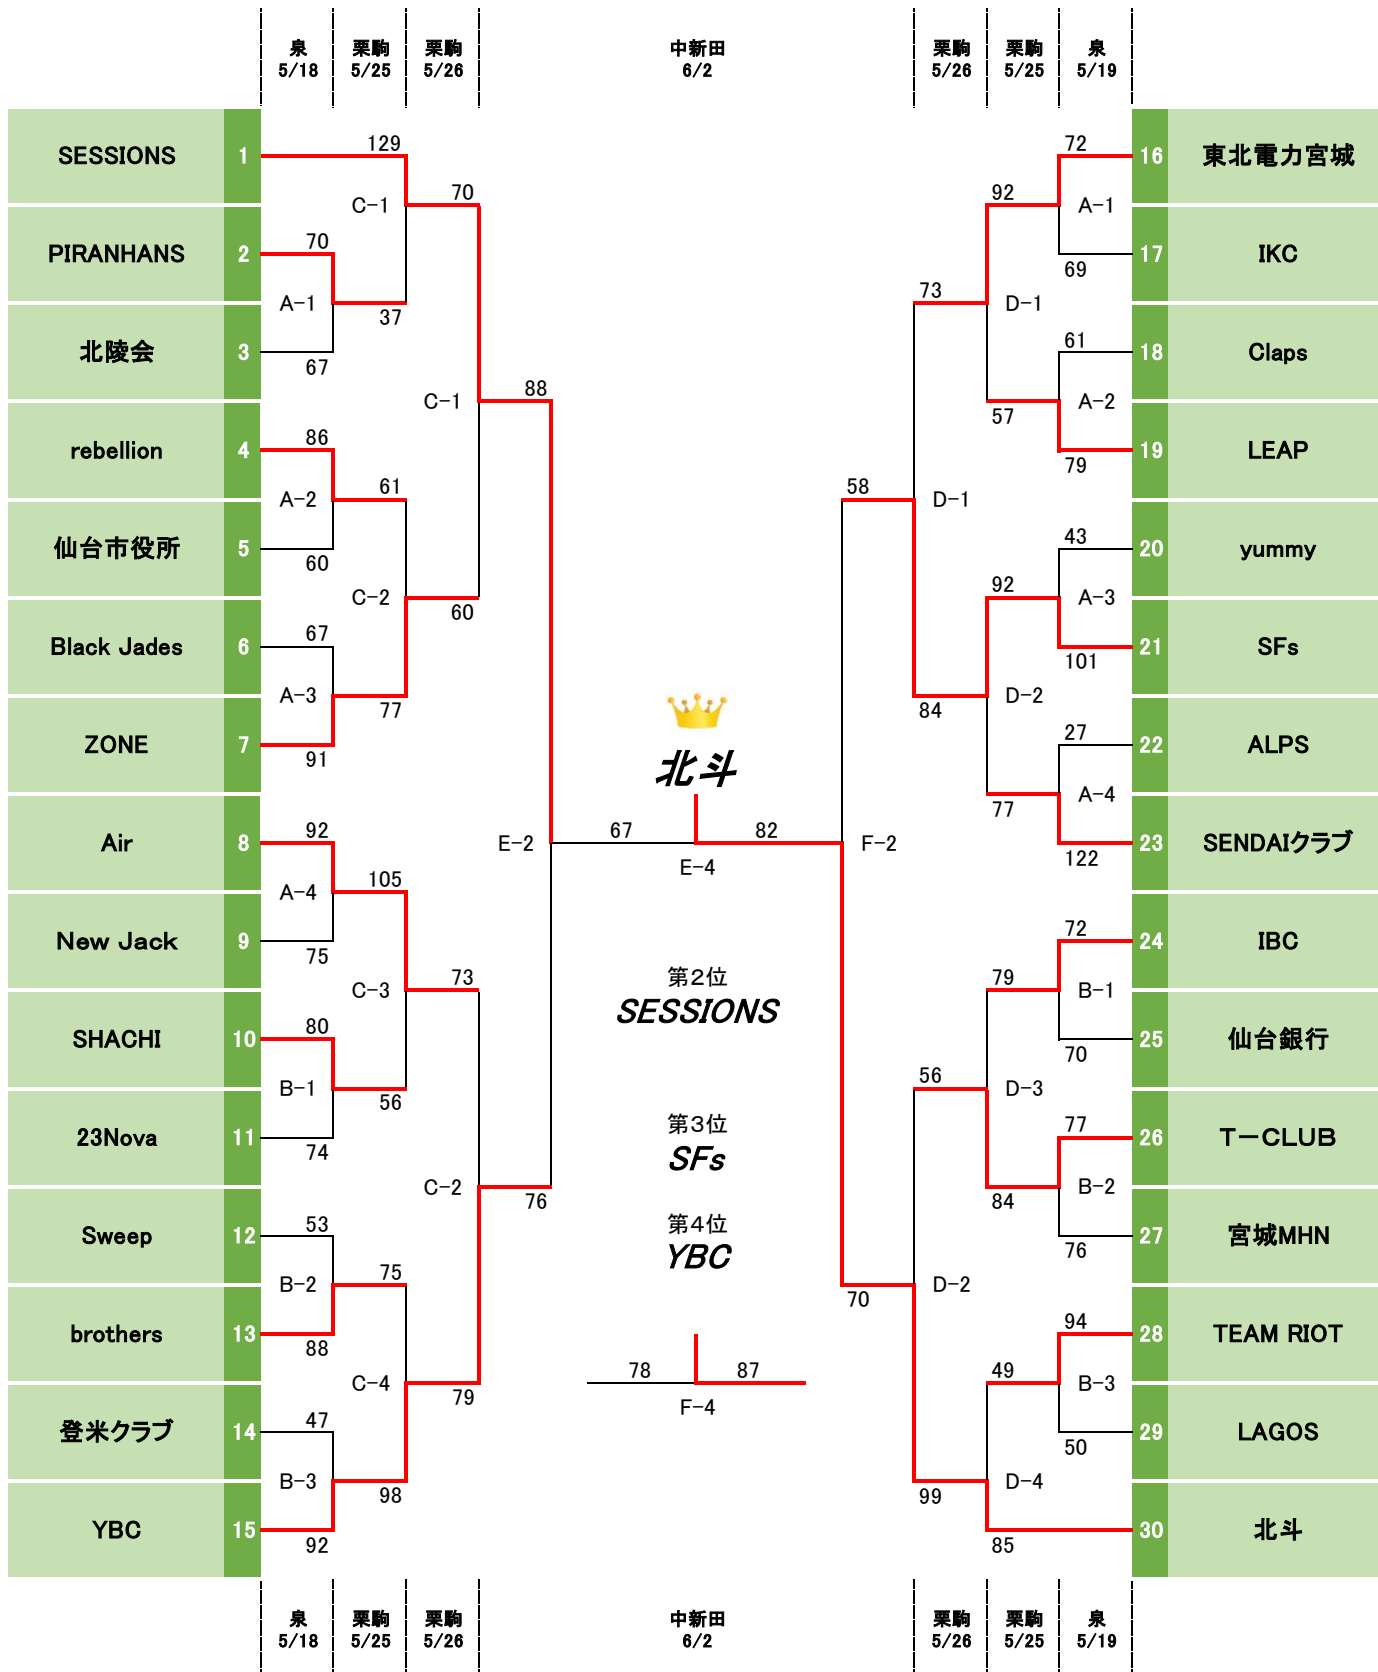 泉
5/18
栗駒
5/25
栗駒
5/26
中新田
6/2
栗駒
5/26
栗駒
5/25
泉
5/19
SESSIONS 1
PIRANHANS 2
北陵会 3
rebellion 4
仙台市役所 5
Black Jades 6
ZONE 7
Air 8
New Jack 9
SHACHI 10
23Nova 11
Sweep 12
brothers 13
登米クラブ 14
YBC 15
70
A-1
67
86
A-2
60
67
A-3
91
92
A-4
75
80
B-1
74
53
B-2
88
47
B-3
92
129
C-1
37
61
C-2
77
105
C-3
56
75
C-4
98
70
C-1
60
73
C-2
79
88
E-2
76
北斗
67 82
E-4
第2位
SESSIONS
第3位
SFs
第4位
YBC
78 87
F-4
58
F-2
70
73
D-1
84
56
D-2
99
92
D-1
57
92
D-2
77
79
D-3
84
49
D-4
85
72
A-1
69
61
A-2
79
43
A-3
101
27
A-4
122
72
B-1
70
77
B-2
76
94
B-3
50
16 東北電力宮城
17 IKC
18 Claps
19 LEAP
20 yummy
21 SFs
22 ALPS
23 SENDAIクラブ
24 IBC
25 仙台銀行
26 T－CLUB
27 宮城MHN
28 TEAM RIOT
29 LAGOS
30 北斗
泉
5/18
栗駒
5/25
栗駒
5/26
中新田
6/2
栗駒
5/26
栗駒
5/25
泉
5/19